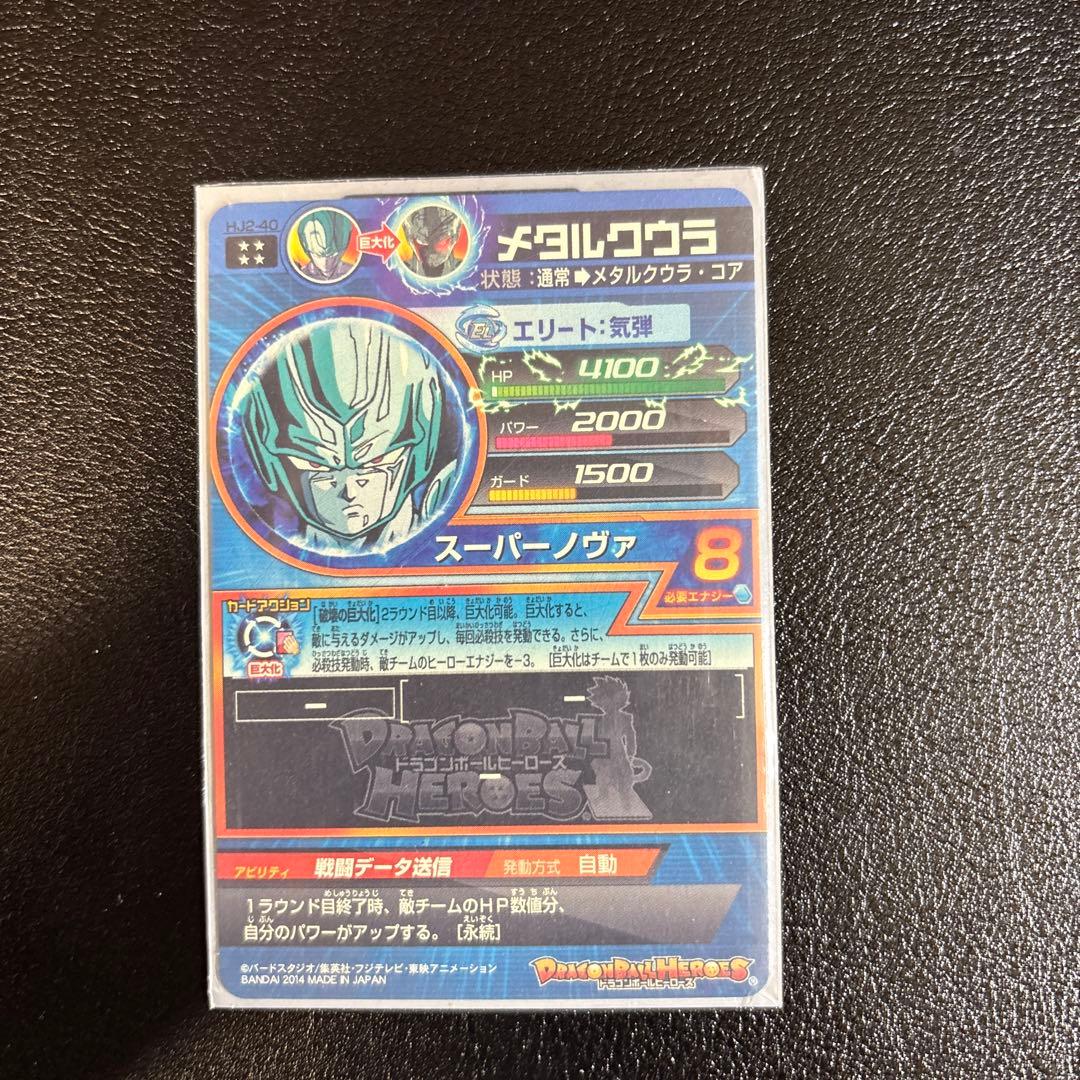 HJ2-40
巨大化
メタルクウラ
状態：通常➡メタルクウラ・コア
EL エリート：気弾
HP 4100
パワー 2000
ガード 1500
スーパーノヴァ
8
必要エナジー
カードアクション
巨大化
[破壊の巨大化]2ラウンド目以降、巨大化可能。巨大化すると、
敵に与えるダメージがアップし、毎回必殺技を発動できる。さらに、
必殺技発動時、敵チームのヒーローエナジーを－3。 [巨大化はチームで1枚のみ発動可能]
－
－
DRAGONBALL
ドラゴンボールヒーローズ
－
HEROES
アビリティ 戦闘データ送信 発動方式 自動
1ラウンド目終了時、敵チームのHP数値分、
自分のパワーがアップする。 [永続]
©バードスタジオ/集英社・フジテレビ・東映アニメーション
BANDAI 2014 MADE IN JAPAN
DRAGONBALL HEROES
ドラゴンボールヒーローズ